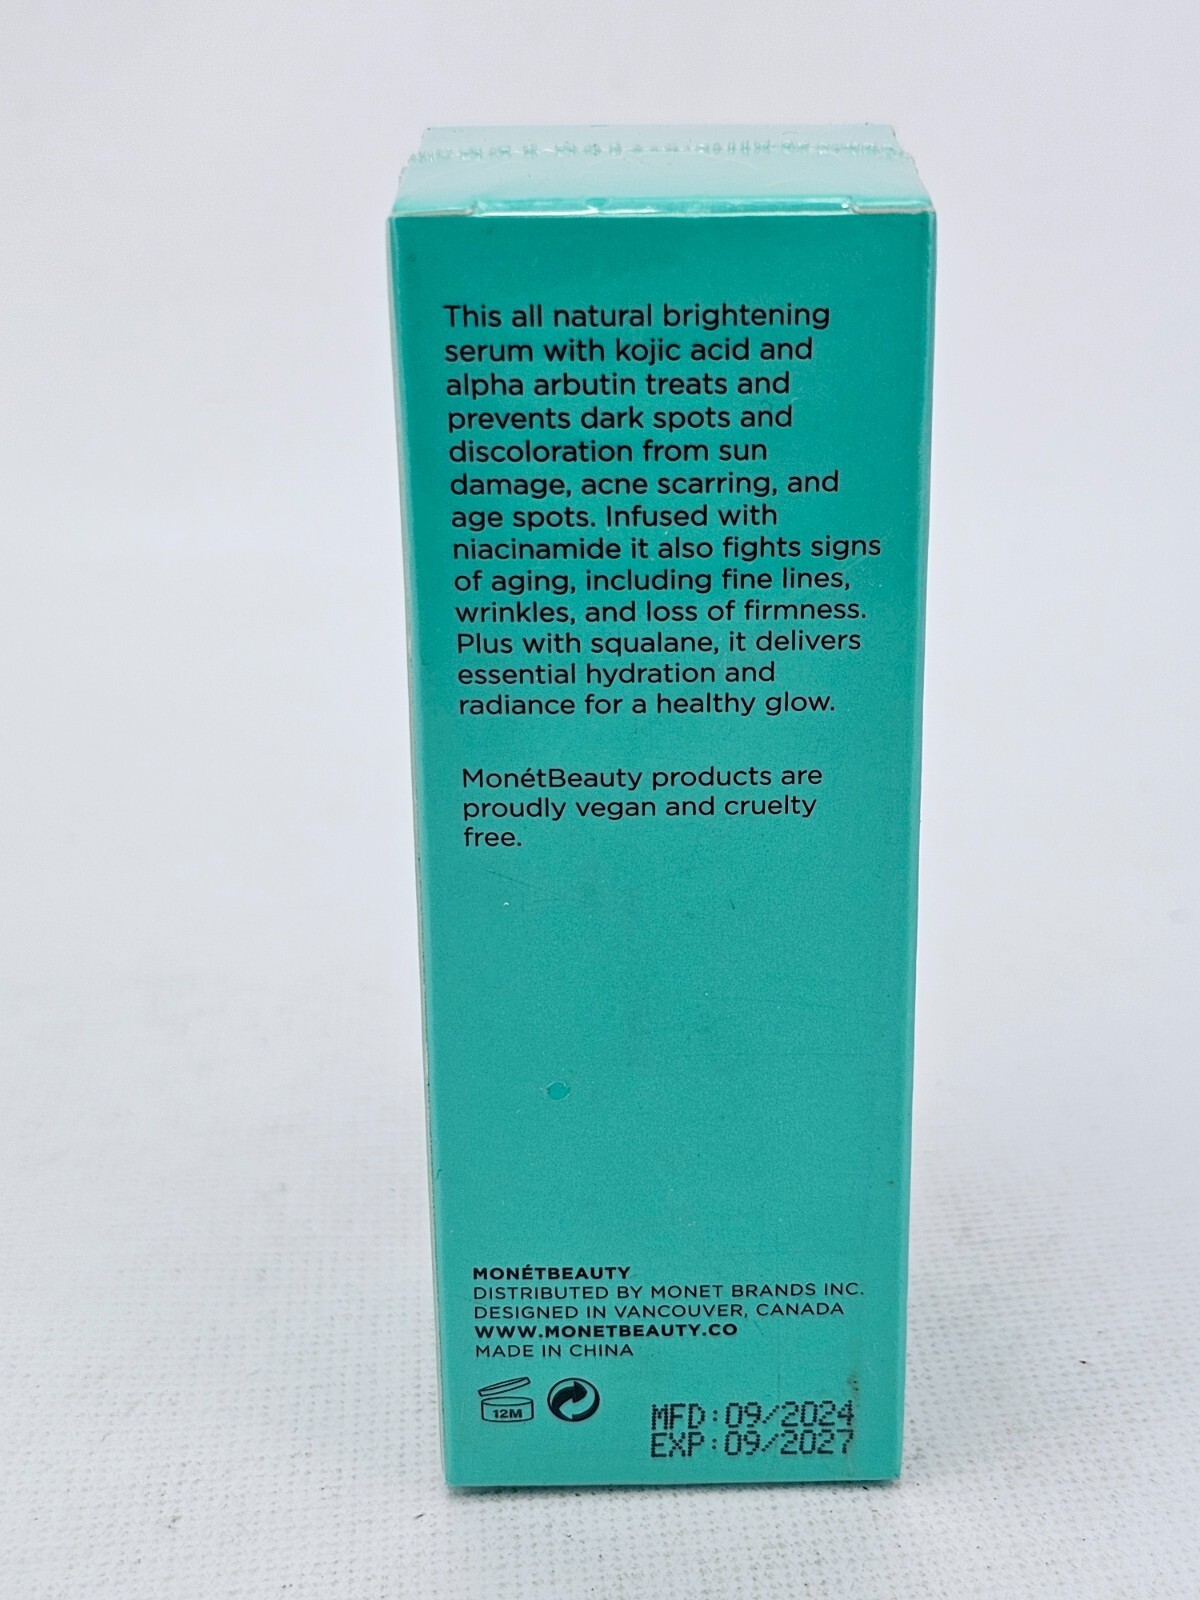 This all natural brightening
serum with kojic acid and
alpha arbutin treats and
prevents dark spots and
discoloration from sun
damage, acne scarring, and
age spots. Infused with
niacinamide it also fights signs
of aging, including fine lines,
wrinkles, and loss of firmness.
Plus with squalane, it delivers
essential hydration and
radiance for a healthy glow.
MonétBeauty products are
proudly vegan and cruelty
free.
MONÉTBEAUTY
DISTRIBUTED BY MONET BRANDS INC.
DESIGNED IN VANCOUVER, CANADA
WWW.MONETBEAUTY.CO
MADE IN CHINA
12M
MFD:09/2024
EXP:09/2027